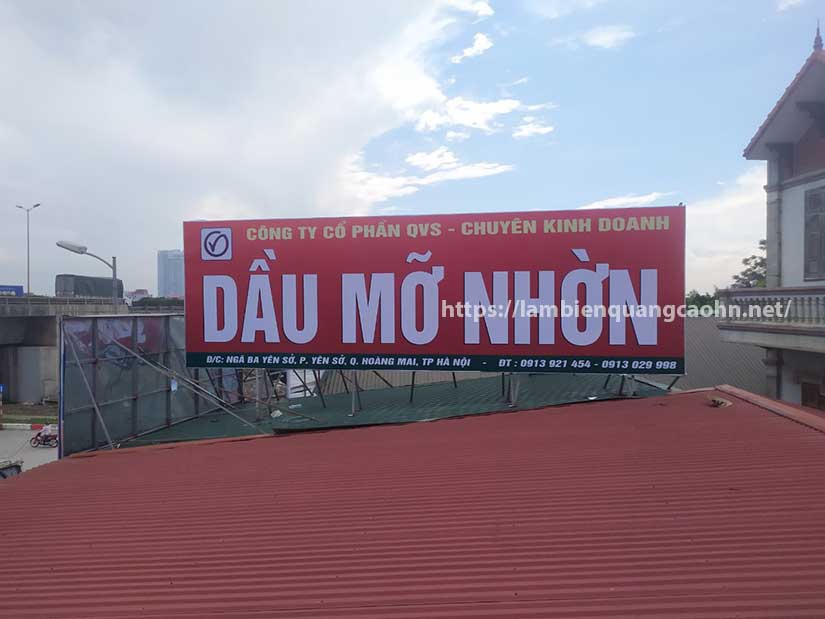 CÔNG TY CỔ PHẦN QVS - CHUYÊN KINH DOANH
DẦU MỠ NHỜN
https://lambienquangcaohn.net/
Đ/C: NGÃ BA YÊN SỞ, P. YÊN SỞ, Q. HOÀNG MAI, TP HÀ NỘI - ĐT : 0913 921 454 - 0913 029 998